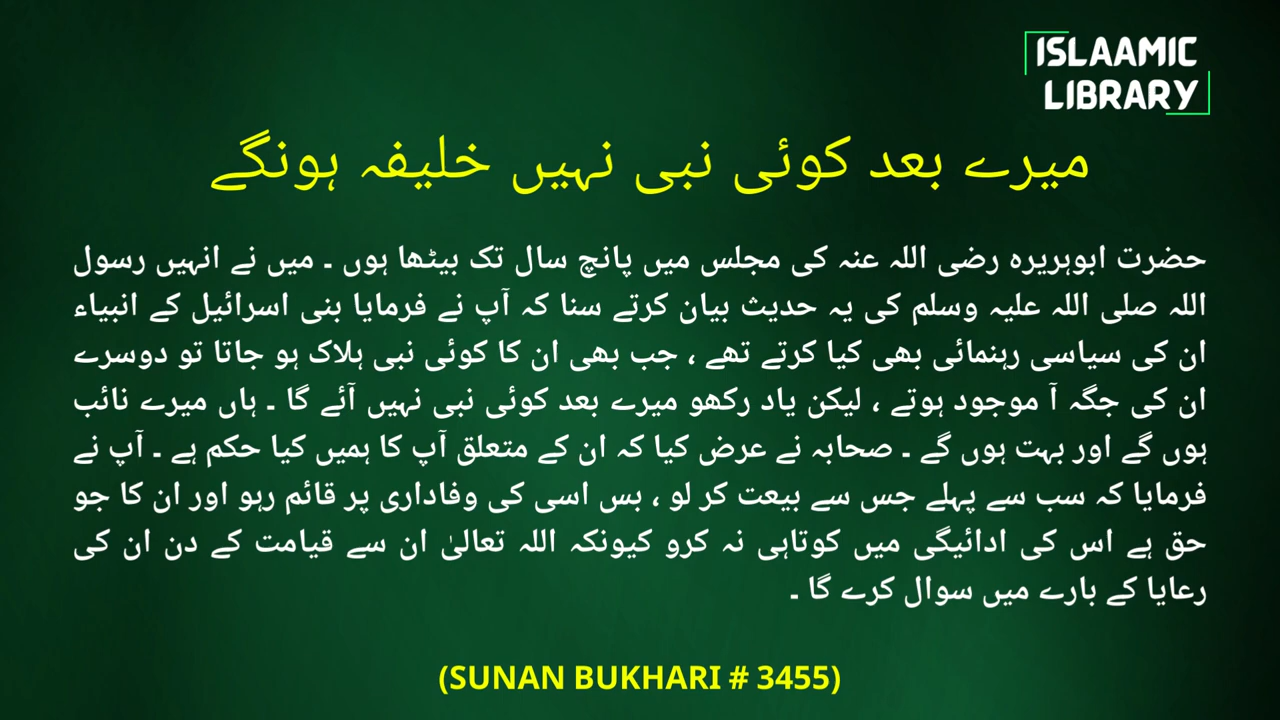 ISLAAMIC
LIBRARY
میرے بعد کوئی نبی نہیں خلیفہ ہونگے
حضرت ابوہریرہ رضی اللہ عنہ کی مجلس میں پانچ سال تک بیٹھا ہوں ۔ میں نے انہیں رسول
اللہ صلی اللہ علیہ وسلم کی یہ حدیث بیان کرتے سنا کہ آپ نے فرمایا بنی اسرائیل کے انبیاء
ان کی سیاسی رہنمائی بھی کیا کرتے تھے ، جب بھی ان کا کوئی نبی ہلاک ہو جاتا تو دوسرے
ان کی جگہ آ موجود ہوتے ، لیکن یاد رکھو میرے بعد کوئی نبی نہیں آئے گا ۔ ہاں میرے نائب
ہوں گے اور بہت ہوں گے ۔ صحابہ نے عرض کیا کہ ان کے متعلق آپ کا ہمیں کیا حکم ہے ۔ آپ نے
فرمایا کہ سب سے پہلے جس سے بیعت کر لو ، بس اسی کی وفاداری پر قائم رہو اور ان کا جو
حق ہے اس کی ادائیگی میں کوتاہی نہ کرو کیونکہ اللہ تعالیٰ ان سے قیامت کے دن ان کی
رعایا کے بارے میں سوال کرے گا ۔
(SUNAN BUKHARI # 3455)